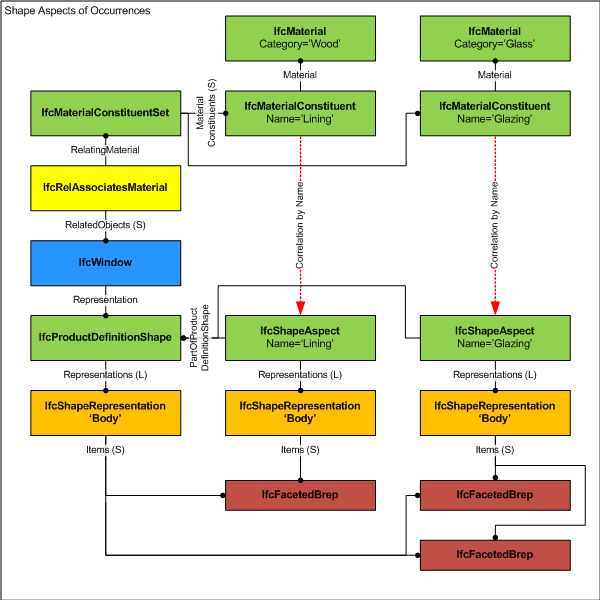 Shape Aspects of Occurrences
IfcMaterial
Category='Wood'
IfcMaterial
Category='Glass'
Material
Material
IfcMaterialConstituentSet
Material
Constituents (S)
IfcMaterialConstituent
Name='Lining'
IfcMaterialConstituent
Name='Glazing'
RelatingMaterial
IfcRelAssociatesMaterial
RelatedObjects (S)
Correlation by Name
Correlation by Name
IfcWindow
Representation
IfcProductDefinitionShape
PartOfProduct
DefinitionShape
IfcShapeAspect
Name='Lining'
IfcShapeAspect
Name='Glazing'
Representations (L)
Representations (L)
Representations (L)
IfcShapeRepresentation
'Body'
IfcShapeRepresentation
'Body'
IfcShapeRepresentation
'Body'
Items (S)
Items (S)
Items (S)
IfcFacetedBrep
IfcFacetedBrep
IfcFacetedBrep